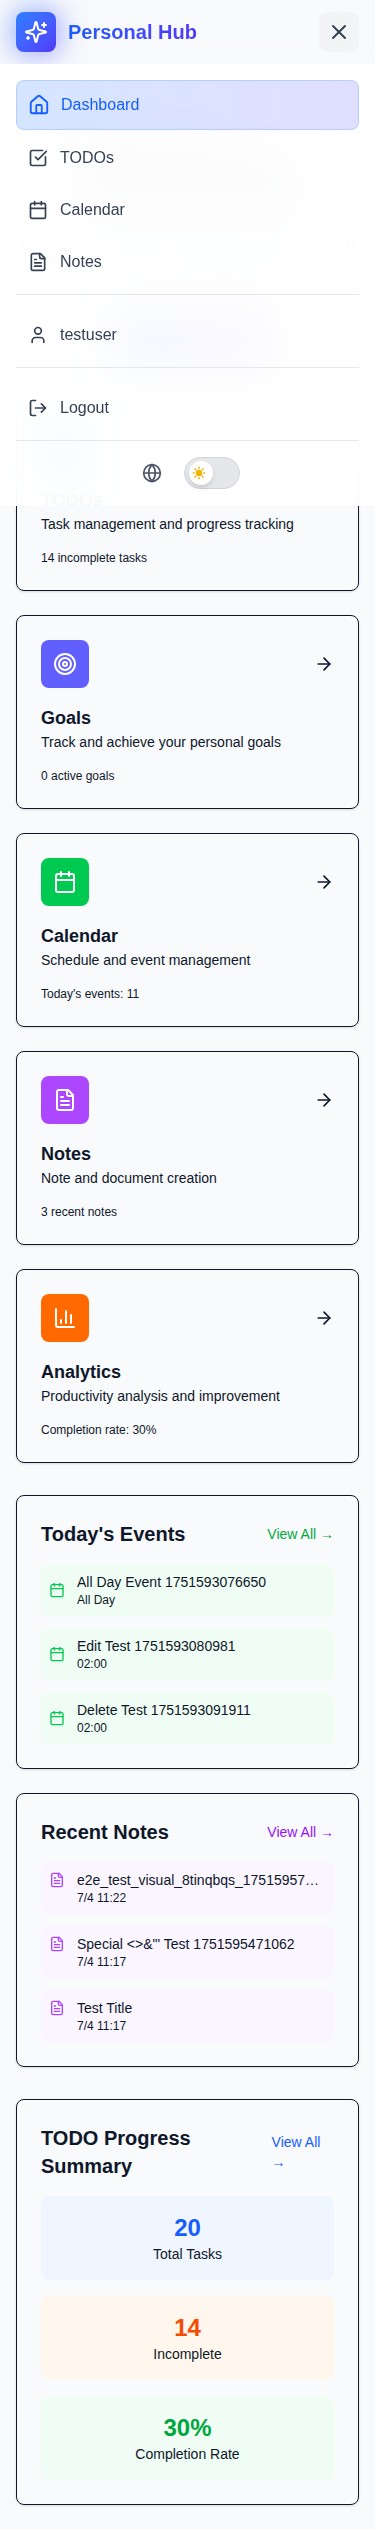 Personal Hub
Dashboard
TODOs
Calendar
Notes
testuser
Logout
TODOs
Task management and progress tracking
14 incomplete tasks
Goals
Track and achieve your personal goals
0 active goals
Calendar
Schedule and event management
Today's events: 11
Notes
Note and document creation
3 recent notes
Analytics
Productivity analysis and improvement
Completion rate: 30%
Today's Events
View All →
All Day Event 1751593076650
All Day
Edit Test 1751593080981
02:00
Delete Test 1751593091911
02:00
Recent Notes
View All →
e2e_test_visual_8tinqbqs_17515957…
7/4 11:22
Special <>&"' Test 1751595471062
7/4 11:17
Test Title
7/4 11:17
TODO Progress
Summary
View All
→
20
Total Tasks
14
Incomplete
30%
Completion Rate